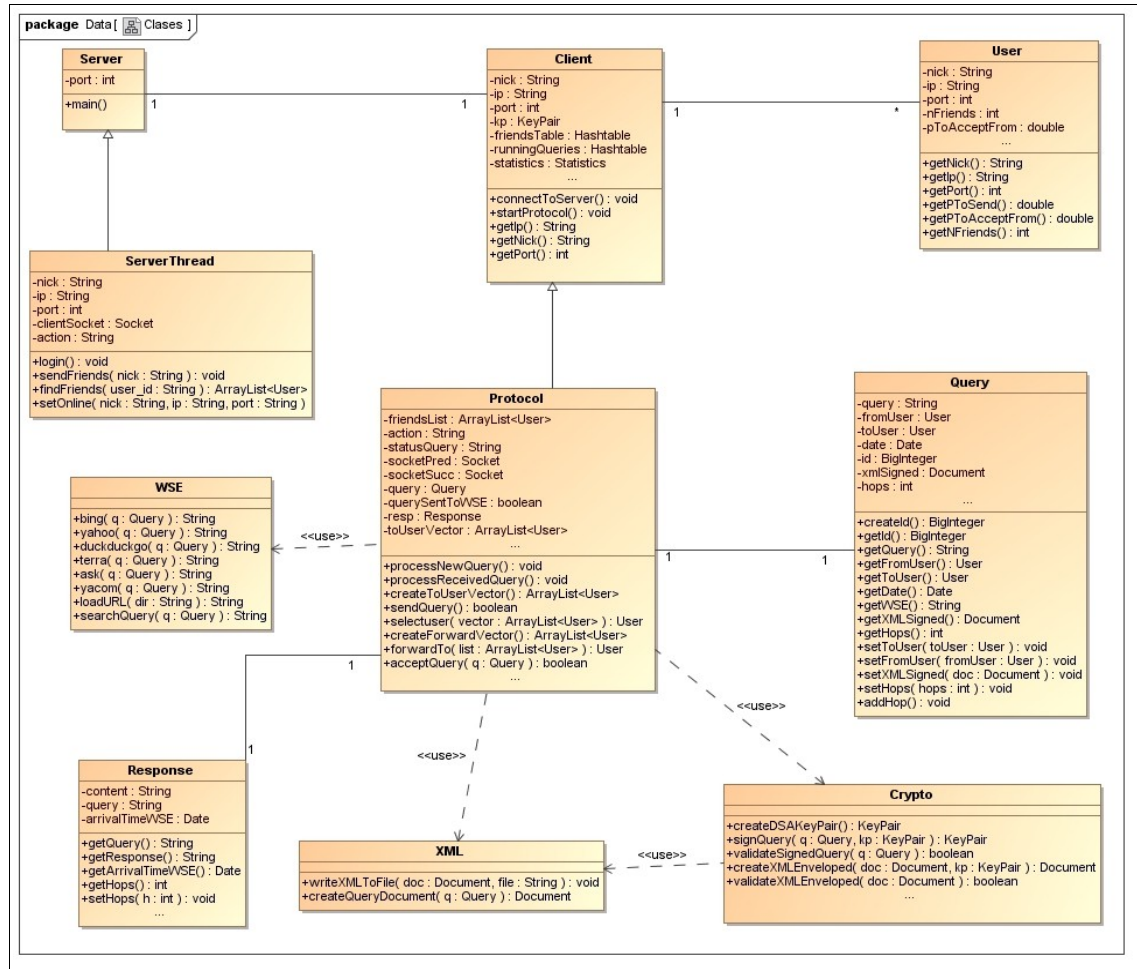 package Data[ Clases ]
Server
-port : int
+main()
1
1
Client
-nick : String
-ip : String
-port : int
-kp : KeyPair
-friendsTable : Hashtable
-runningQueries : Hashtable
-statistics : Statistics
...
+connectToServer() : void
+startProtocol() : void
+getIp() : String
+getNick() : String
+getPort() : int
1
*
User
-nick : String
-ip : String
-port : int
-nFriends : int
-pToAcceptFrom : double
...
+getNick() : String
+getIp() : String
+getPort() : int
+getPToSend() : double
+getPToAcceptFrom() : double
+getNFriends() : int
ServerThread
-nick : String
-ip : String
-port : int
-clientSocket : Socket
-action : String
+login() : void
+sendFriends( nick : String ) : void
+findFriends( user_id : String ) : ArrayList<User>
+setOnline( nick : String, ip : String, port : String )
Protocol
-friendsList : ArrayList<User>
-action : String
-statusQuery : String
-socketPred : Socket
-socketSucc : Socket
-query : Query
-querySentToWSE : boolean
-resp : Response
-toUserVector : ArrayList<User>
...
+processNewQuery() : void
+processReceivedQuery() : void
+createToUserVector() : ArrayList<User>
+sendQuery() : boolean
+selectuser( vector : ArrayList<User> ) : User
+createForwardVector() : ArrayList<User>
+forwardTo( list : ArrayList<User> ) : User
+acceptQuery( q : Query ) : boolean
...
Query
-query : String
-fromUser : User
-toUser : User
-date : Date
-id : BigInteger
-xmlSigned : Document
-hops : int
...
+createId() : BigInteger
+getId() : BigInteger
+getQuery() : String
+getFromUser() : User
+getToUser() : User
+getDate() : Date
+getWSE() : String
+getXMLSigned() : Document
+getHops() : int
+setToUser( toUser : User ) : void
+setFromUser( fromUser : User ) : void
+setXMLSigned( doc : Document ) : void
+setHops( hops : int ) : void
+addHop() : void
1
1
WSE
+bing( q : Query ) : String
+yahoo( q : Query ) : String
+duckduckgo( q : Query ) : String
+terra( q : Query ) : String
+ask( q : Query ) : String
+yacom( q : Query ) : String
+loadURL( dir : String ) : String
+searchQuery( q : Query ) : String
<<use>>
1
1
<<use>>
<<use>>
Response
-content : String
-query : String
-arrivalTimeWSE : Date
+getQuery() : String
+getResponse() : String
+getArrivalTimeWSE() : Date
+getHops() : int
+setHops( h : int ) : void
...
XML
+writeXMLToFile( doc : Document, file : String ) : void
+createQueryDocument( q : Query ) : Document
<<use>>
Crypto
+createDSAKeyPair() : KeyPair
+signQuery( q : Query, kp : KeyPair ) : KeyPair
+validateSignedQuery( q : Query ) : boolean
+createXMLEnveloped( doc : Document, kp : KeyPair ) : Document
+validateXMLEnveloped( doc : Document ) : boolean
...